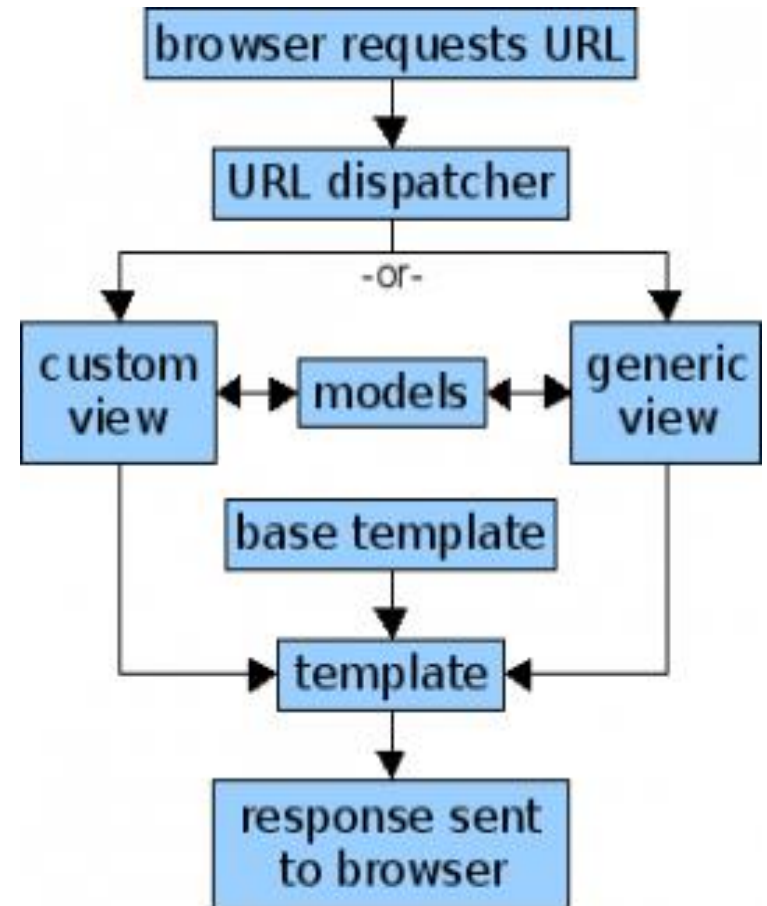 browser requests URL
URL dispatcher
-or-
custom
view
models
generic
view
base template
template
response sent
to browser